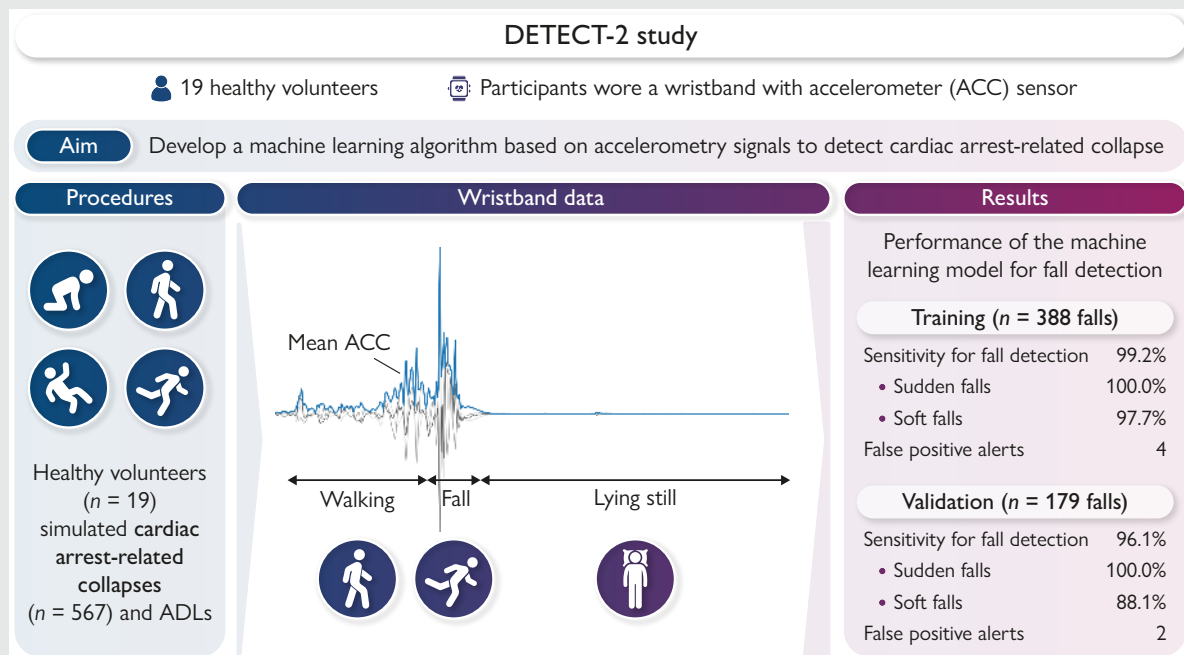 DETECT-2 study
19 healthy volunteers
Participants wore a wristband with accelerometer (ACC) sensor
Aim
Develop a machine learning algorithm based on accelerometry signals to detect cardiac arrest-related collapse
Procedures
Healthy volunteers
(n = 19)
simulated cardiac
arrest-related
collapses
(n = 567) and ADLs
Wristband data
Mean ACC
Walking
Fall
Lying still
Results
Performance of the machine
learning model for fall detection
Training (n = 388 falls)
Sensitivity for fall detection 99.2%
• Sudden falls 100.0%
• Soft falls 97.7%
False positive alerts 4
Validation (n = 179 falls)
Sensitivity for fall detection 96.1%
• Sudden falls 100.0%
• Soft falls 88.1%
False positive alerts 2